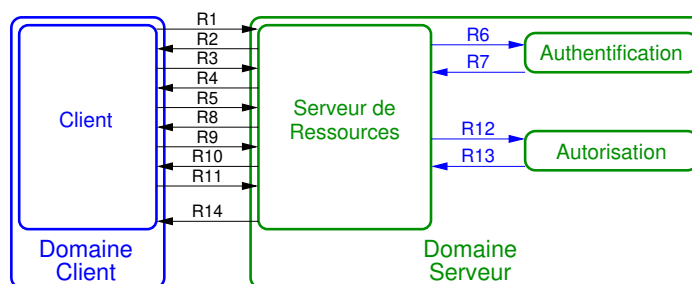 R1
R2
R3
R4
R5
R8
R9
R10
R11
R14
Client
Serveur de
Ressources
R6
R7
R12
R13
Authentification
Autorisation
Domaine
Client
Domaine
Serveur